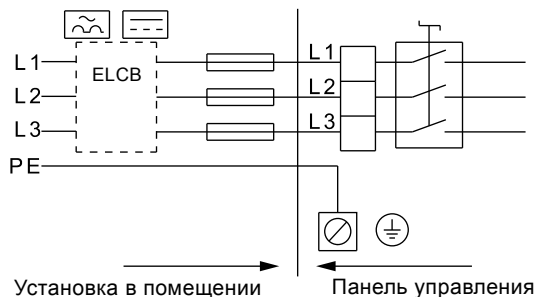 L1
ELCB
L1
L2
L2
L3
L3
PE
Установка в помещении
Панель управления